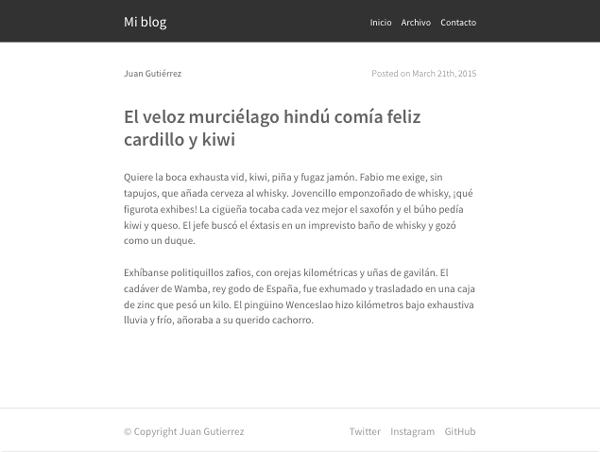 Mi blog
Inicio Archivo Contacto
Juan Gutiérrez
Posted on March 21th, 2015
El veloz murciélago hindú comía feliz
cardillo y kiwi
Quiere la boca exhausta vid, kiwi, piña y fugaz jamón. Fabio me exige, sin
tapujos, que añada cerveza al whisky. Jovencillo emponzoñado de whisky, ¡qué
figurota exhibes! La cigüeña tocaba cada vez mejor el saxofón y el búho pedía
kiwi y queso. El jefe buscó el éxtasis en un imprevisto baño de whisky y gozó
como un duque.
Exhíbanse politiquillos zafios, con orejas kilométricas y uñas de gavilán. El
cadáver de Wamba, rey godo de España, fue exhumado y trasladado en una caja
de zinc que pesó un kilo. El pingüino Wenceslao hizo kilómetros bajo exhaustiva
lluvia y frío, añoraba a su querido cachorro.
© Copyright Juan Gutierrez
Twitter Instagram GitHub